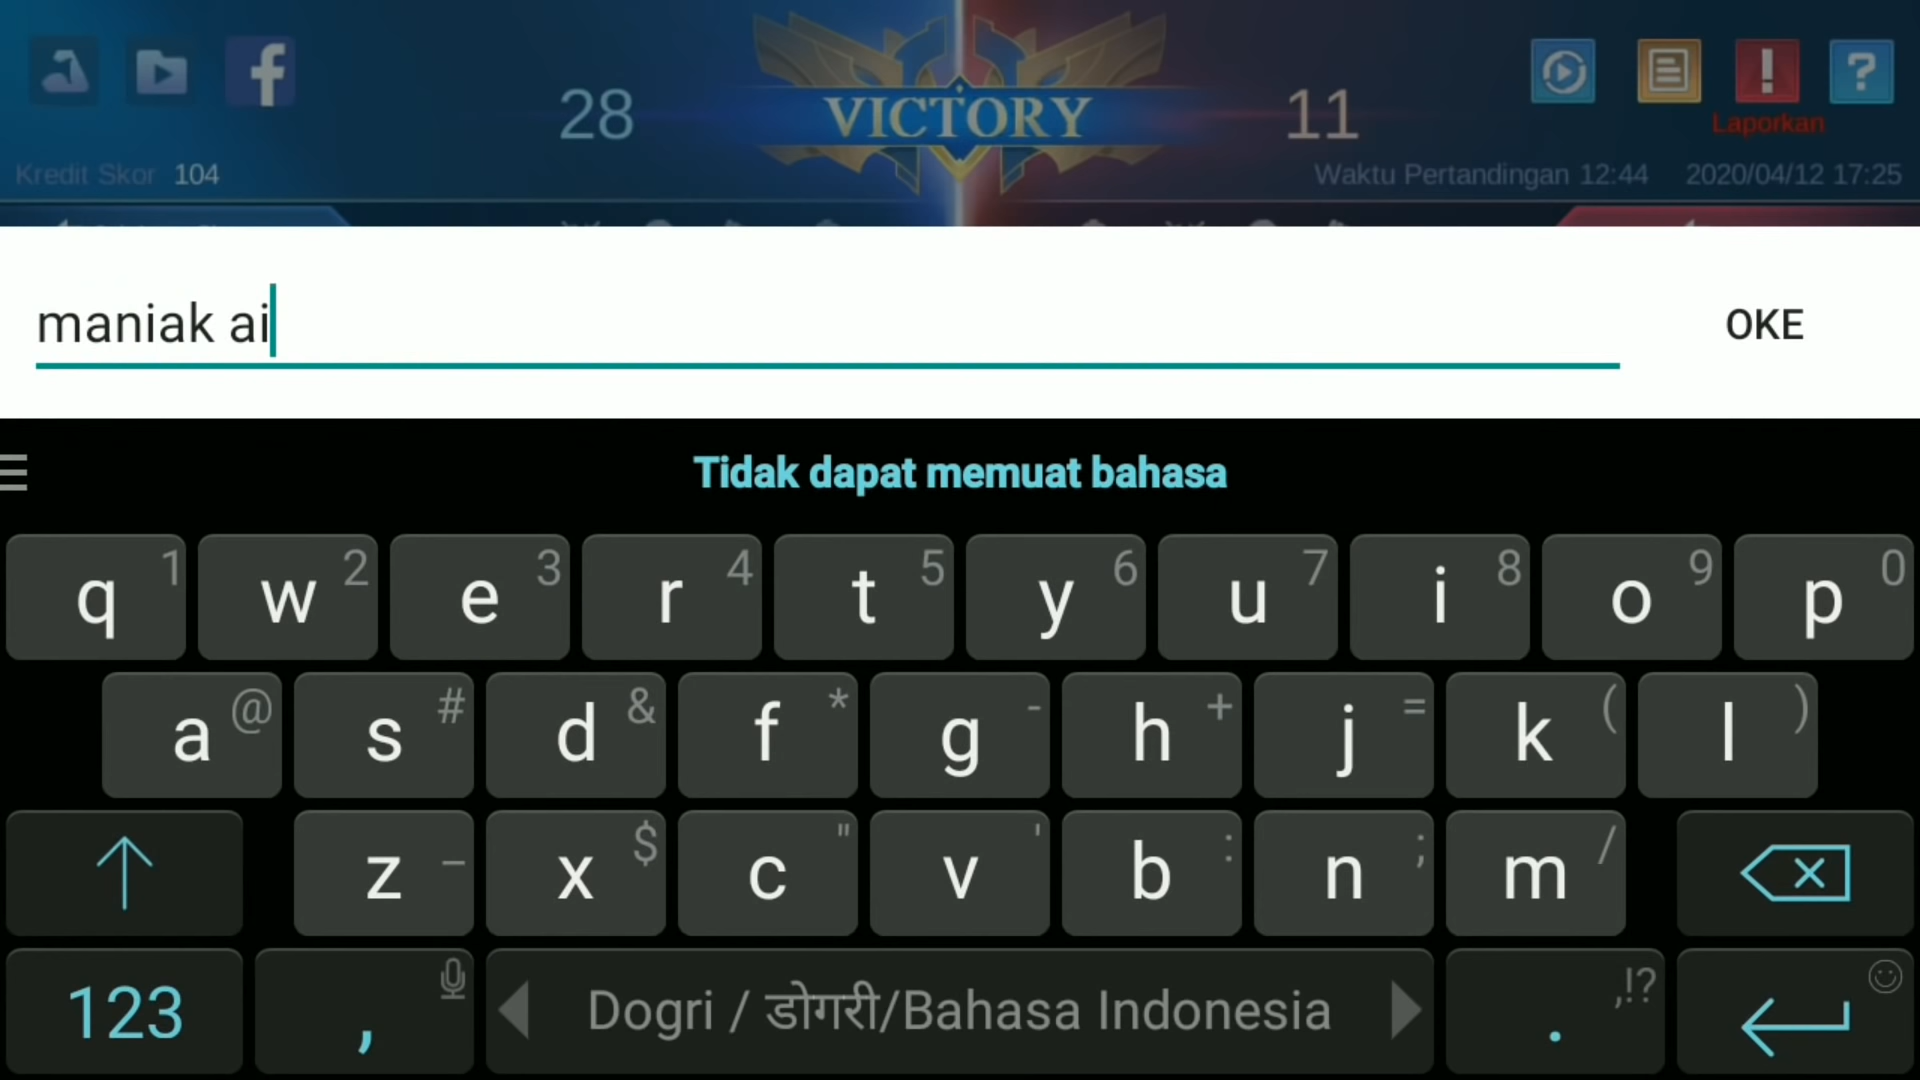 28 VICTORY 11
Laporkan
Kredit Skor 104
Waktu Pertandingan 12:44 2020/04/12 17:25
maniak ai OKE
Tidak dapat memuat bahasa
q 1 w 2 e 3 r 4 t 5 y 6 u 7 i 8 o 9 p 0
a @ s # d & f * g - h + j = k ( l )
z _ x $ c " v ' b : n ; m /
123 , Dogri / डोगरी/Bahasa Indonesia . ,!?